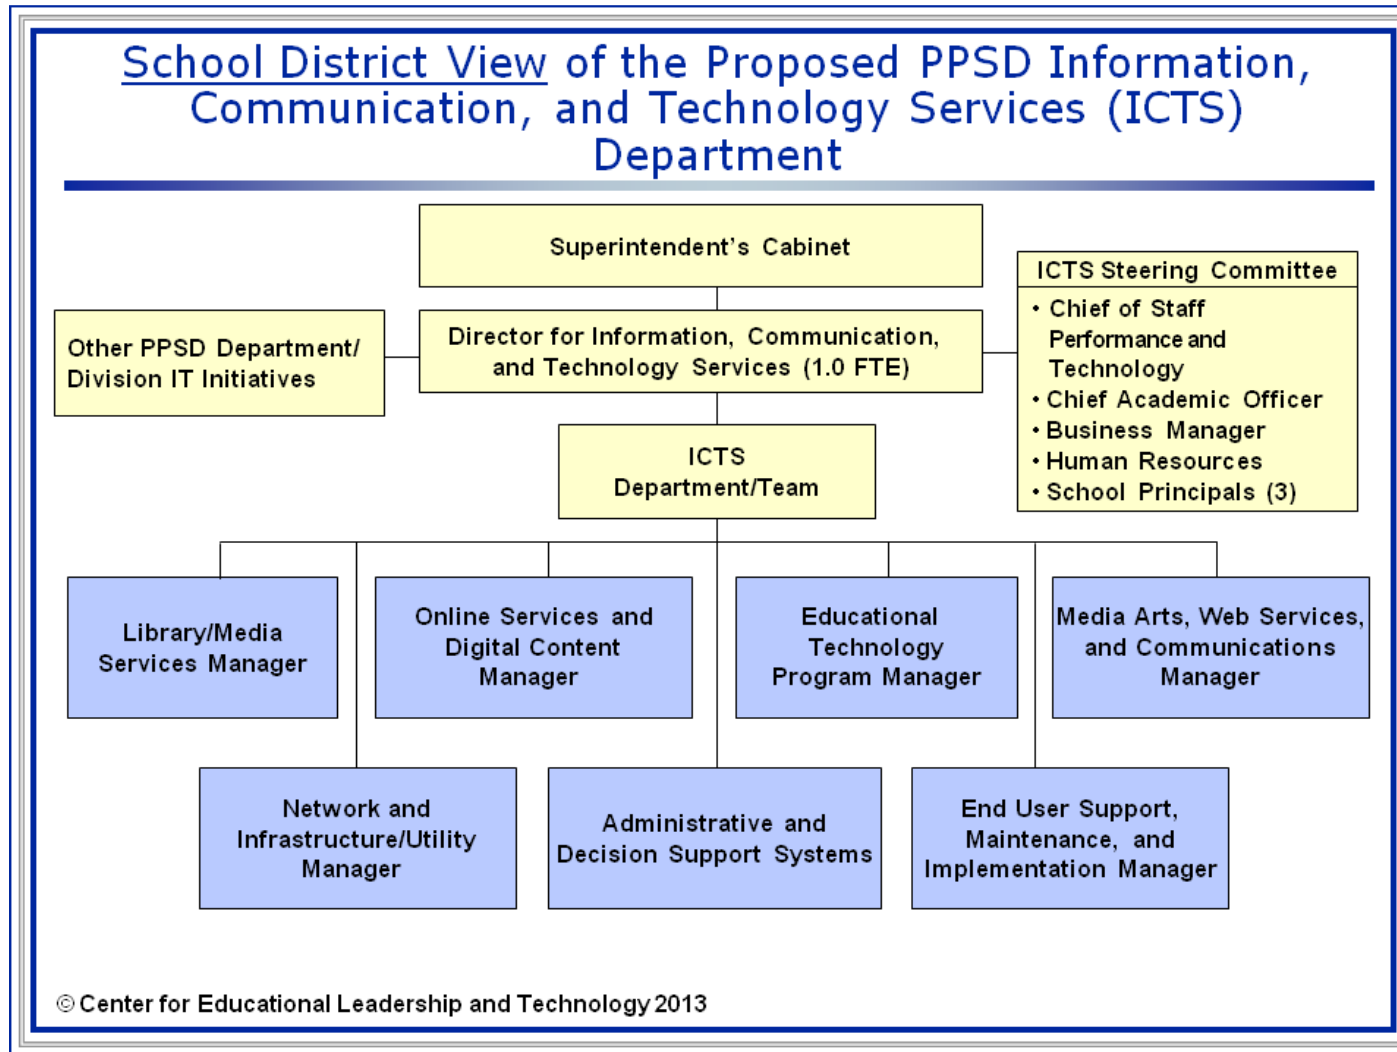 School District View of the Proposed PPSD Information,
Communication, and Technology Services (ICTS)
Department
Superintendent's Cabinet
ICTS Steering Committee
• Chief of Staff
Performance and
Technology
• Chief Academic Officer
• Business Manager
• Human Resources
• School Principals (3)
Other PPSD Department/
Division IT Initiatives
Director for Information, Communication,
and Technology Services (1.0 FTE)
ICTS
Department/Team
Library/Media
Services Manager
Online Services and
Digital Content
Manager
Educational
Technology
Program Manager
Media Arts, Web Services,
and Communications
Manager
Network and
Infrastructure/Utility
Manager
Administrative and
Decision Support Systems
End User Support,
Maintenance, and
Implementation Manager
© Center for Educational Leadership and Technology 2013